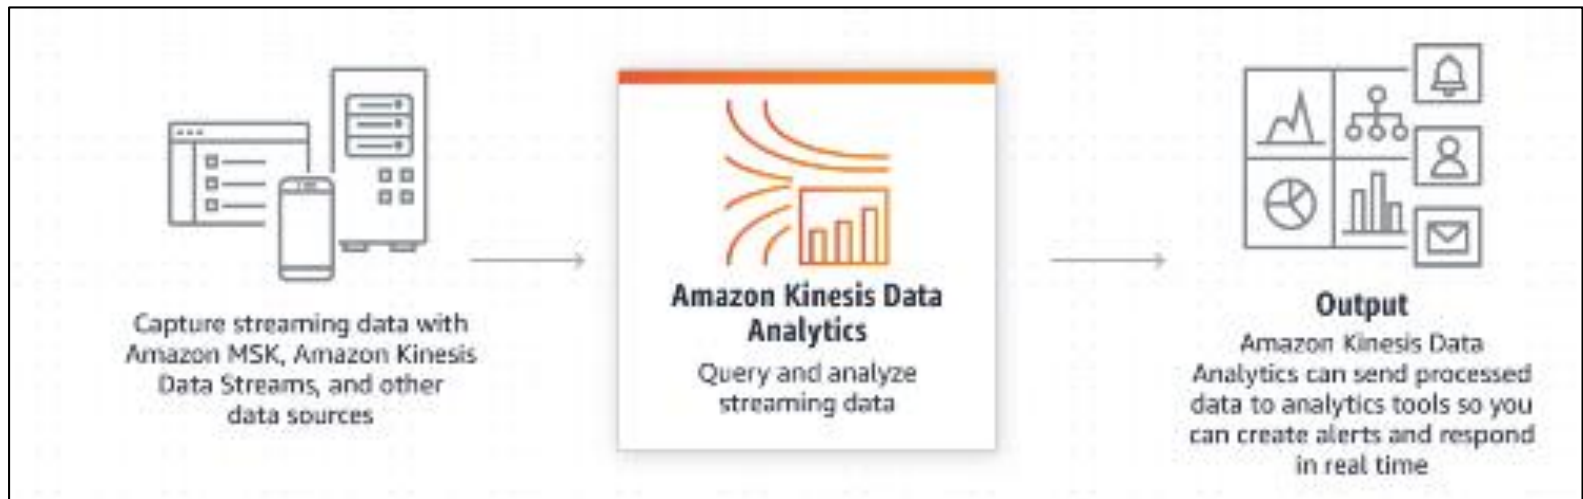 Capture streaming data with
Amazon MSK, Amazon Kinesis
Data Streams, and other
data sources
Amazon Kinesis Data
Analytics
Query and analyze
streaming data
Output
Amazon Kinesis Data
Analytics can send processed
data to analytics tools so you
can create alerts and respond
in real time